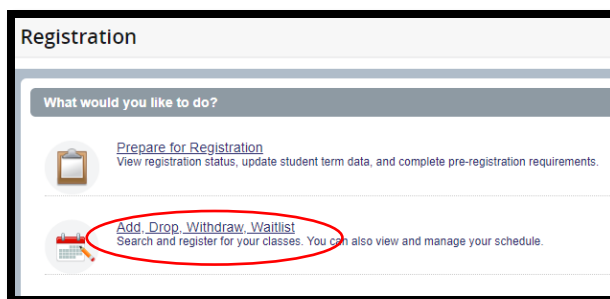 Registration
What would you like to do?
Prepare for Registration
View registration status, update student term data, and complete pre-registration requirements.
Add, Drop, Withdraw, Waitlist
Search and register for your classes. You can also view and manage your schedule.